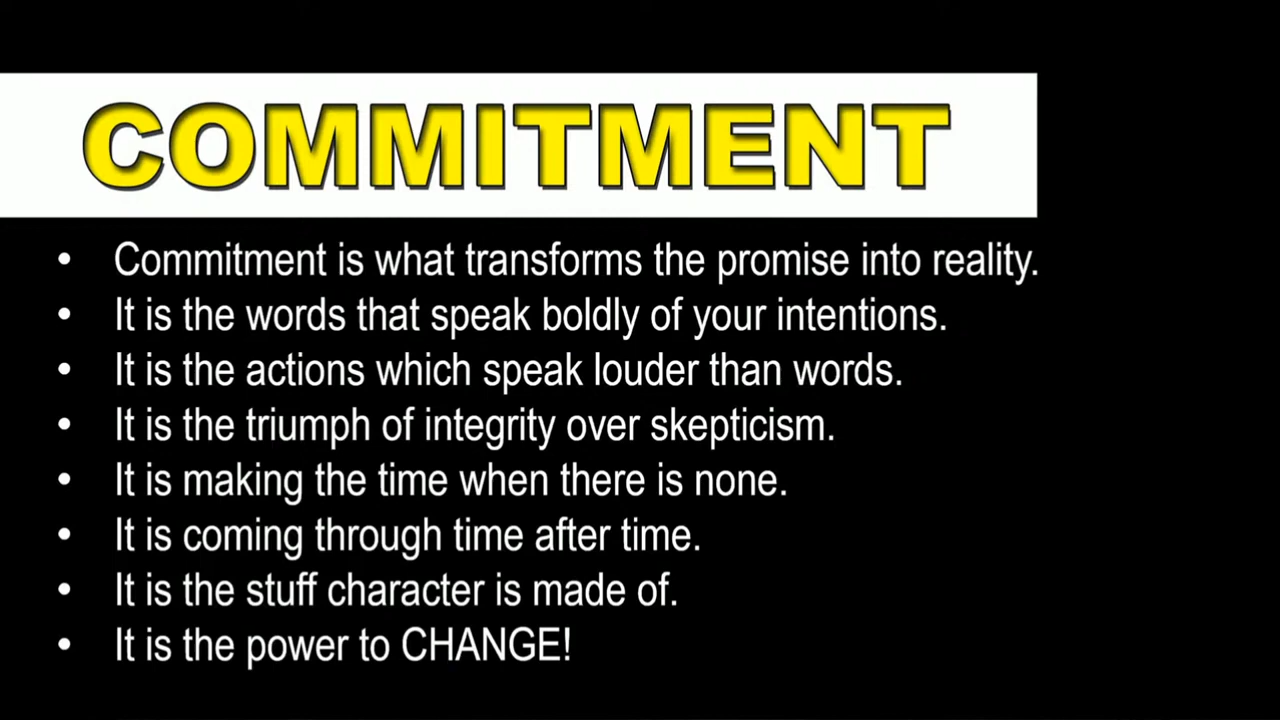 COMMITMENT
• Commitment is what transforms the promise into reality.
• It is the words that speak boldly of your intentions.
• It is the actions which speak louder than words.
• It is the triumph of integrity over skepticism.
• It is making the time when there is none.
• It is coming through time after time.
• It is the stuff character is made of.
• It is the power to CHANGE!